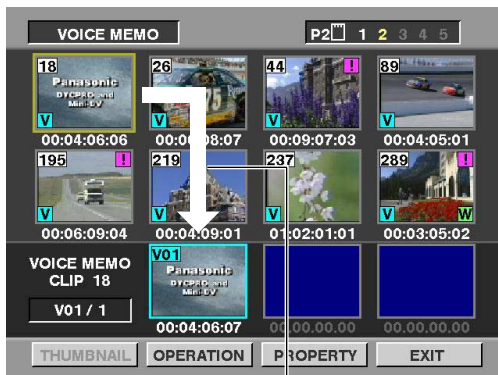 VOICE MEMO
P2 1 2 3 4 5
18 26 44 ! 89
Panasonic
DVCPRO and
Mini-DV
V V V V
00:04:06:06 00:09:07:03 00:04:05:01
195 ! 219 237 289 !
V V V V W
00:06:09:04 00:04:09:01 01:02:01:01 00:03:05:02
VOICE MEMO
CLIP 18
V01 / 1
V01
Panasonic
DVCPRO and
Mini-DV
00:04:06:07 00.00.00.00 00.00.00.00
THUMBNAIL OPERATION PROPERTY EXIT